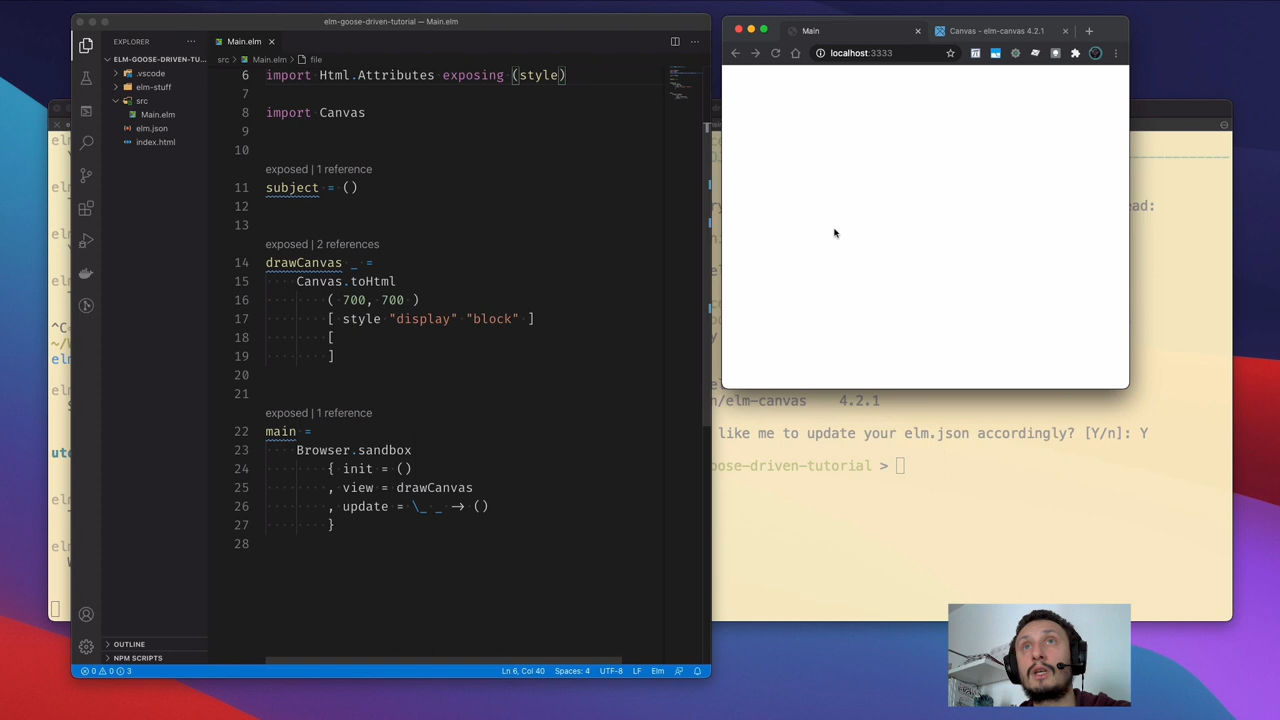 elm-goose-driven-tutorial — Main.elm
EXPLORER
ELM-GOOSE-DRIVEN-TU...
.vscode
elm-stuff
src
Main.elm
elm.json
index.html
OUTLINE
NPM SCRIPTS
Main.elm
src > Main.elm > file
6 import Html.Attributes exposing (style)
7
8 import Canvas
9
10
exposed | 1 reference
11 subject = ()
12
13
exposed | 2 references
14 drawCanvas _ =
15 Canvas.toHtml
16 ( 700, 700 )
17 [ style "display" "block" ]
18 [
19 ]
20
21
exposed | 1 reference
22 main =
23 Browser.sandbox
24 { init = ()
25 , view = drawCanvas
26 , update = \_ _ → ()
27 }
28
0 0 3
Ln 6, Col 40 Spaces: 4 UTF-8 LF Elm
Main
Canvas - elm-canvas 4.2.1
localhost:3333
ead:
n/elm-canvas 4.2.1
like me to update your elm.json accordingly? [Y/n]: Y
oose-driven-tutorial >